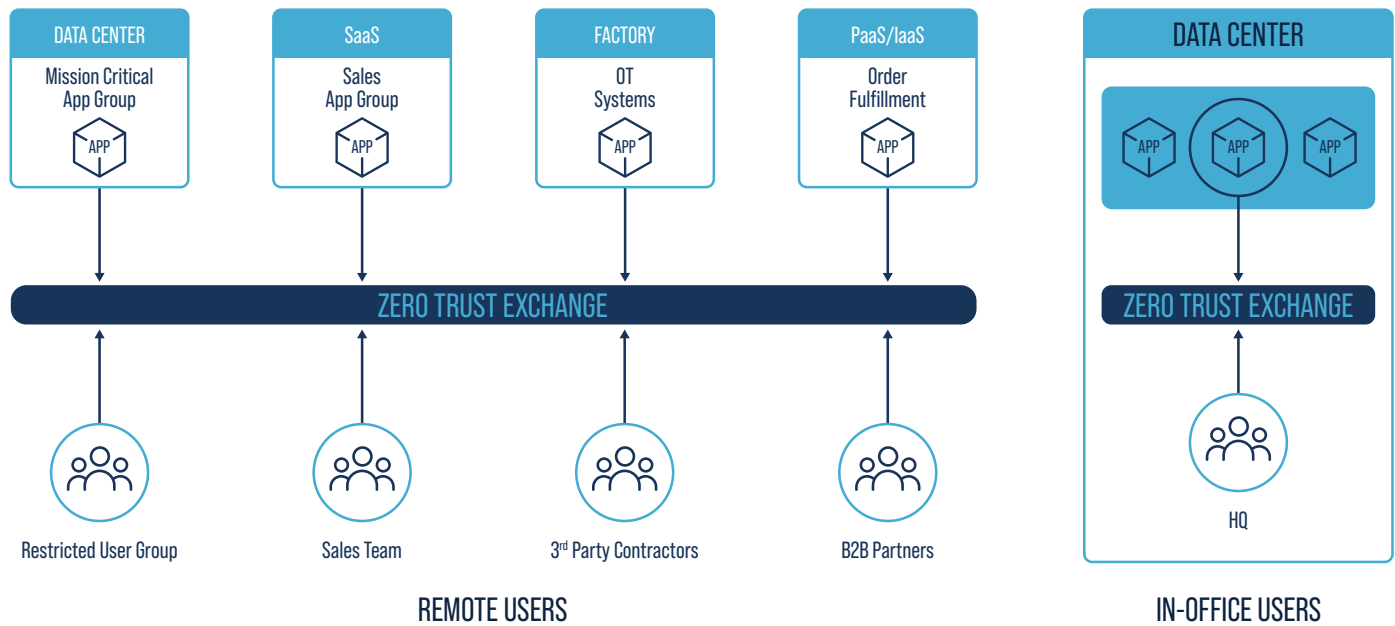 DATA CENTER
Mission Critical
App Group
APP
SaaS
Sales
App Group
APP
FACTORY
OT
Systems
APP
PaaS/IaaS
Order
Fulfillment
APP
ZERO TRUST EXCHANGE
Restricted User Group
Sales Team
3rd Party Contractors
B2B Partners
REMOTE USERS
DATA CENTER
APP
APP
APP
ZERO TRUST EXCHANGE
HQ
IN-OFFICE USERS